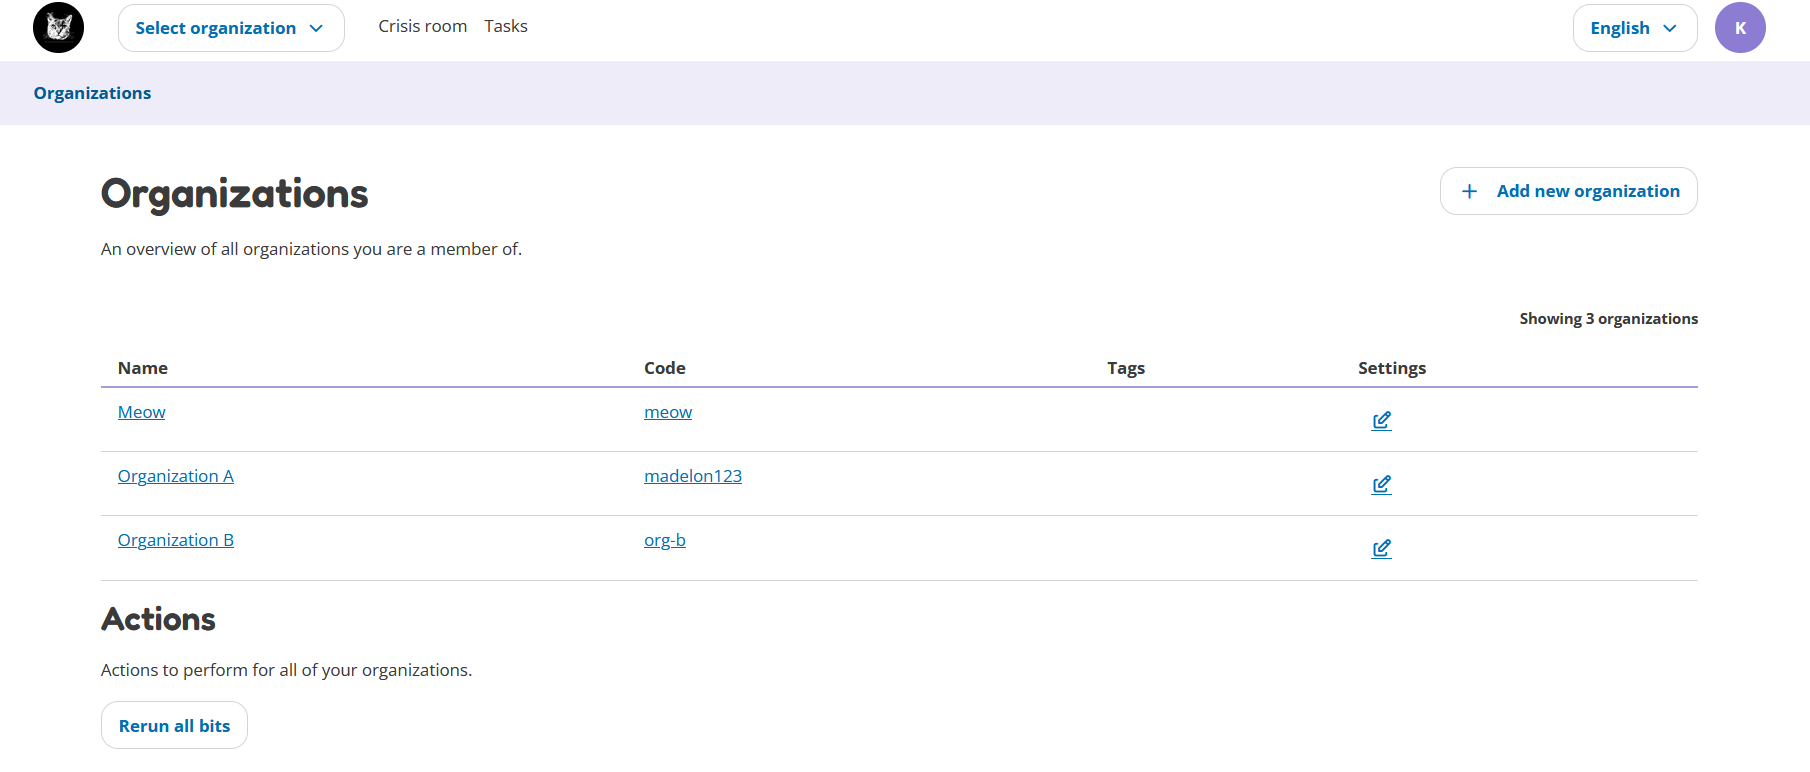 Select organization
Crisis room Tasks
English
K
Organizations
Organizations
Add new organization
An overview of all organizations you are a member of.
Showing 3 organizations
Name Code Tags Settings
Meow meow
Organization A madelon123
Organization B org-b
Actions
Actions to perform for all of your organizations.
Rerun all bits